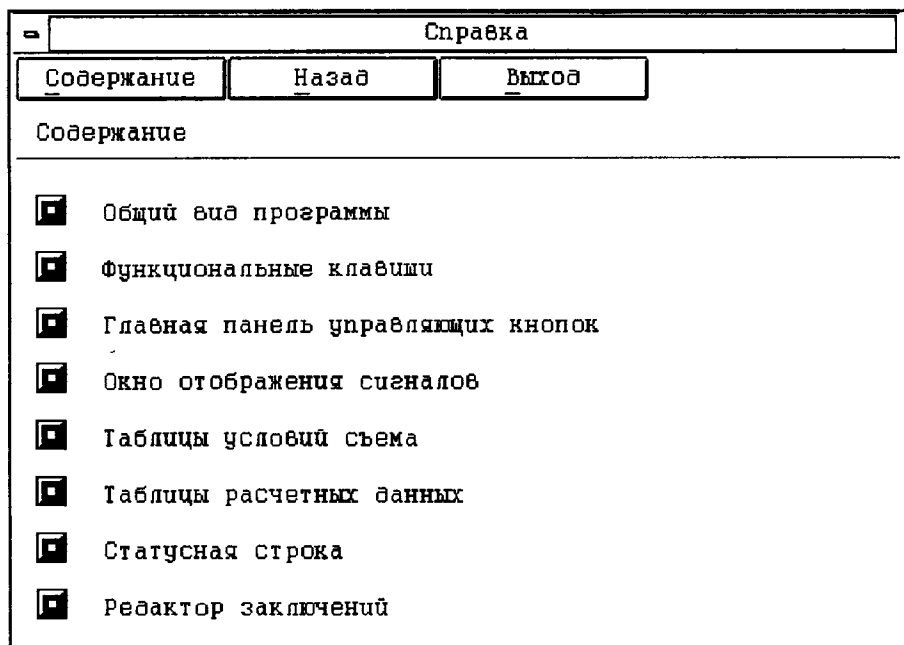 Справка
Содержание Назад Выход
Содержание
Общий вид программы
Функциональные клавиши
Главная панель управляющих кнопок
Окно отображения сигналов
Таблицы условий съема
Таблицы расчетных данных
Статусная строка
Редактор заключений